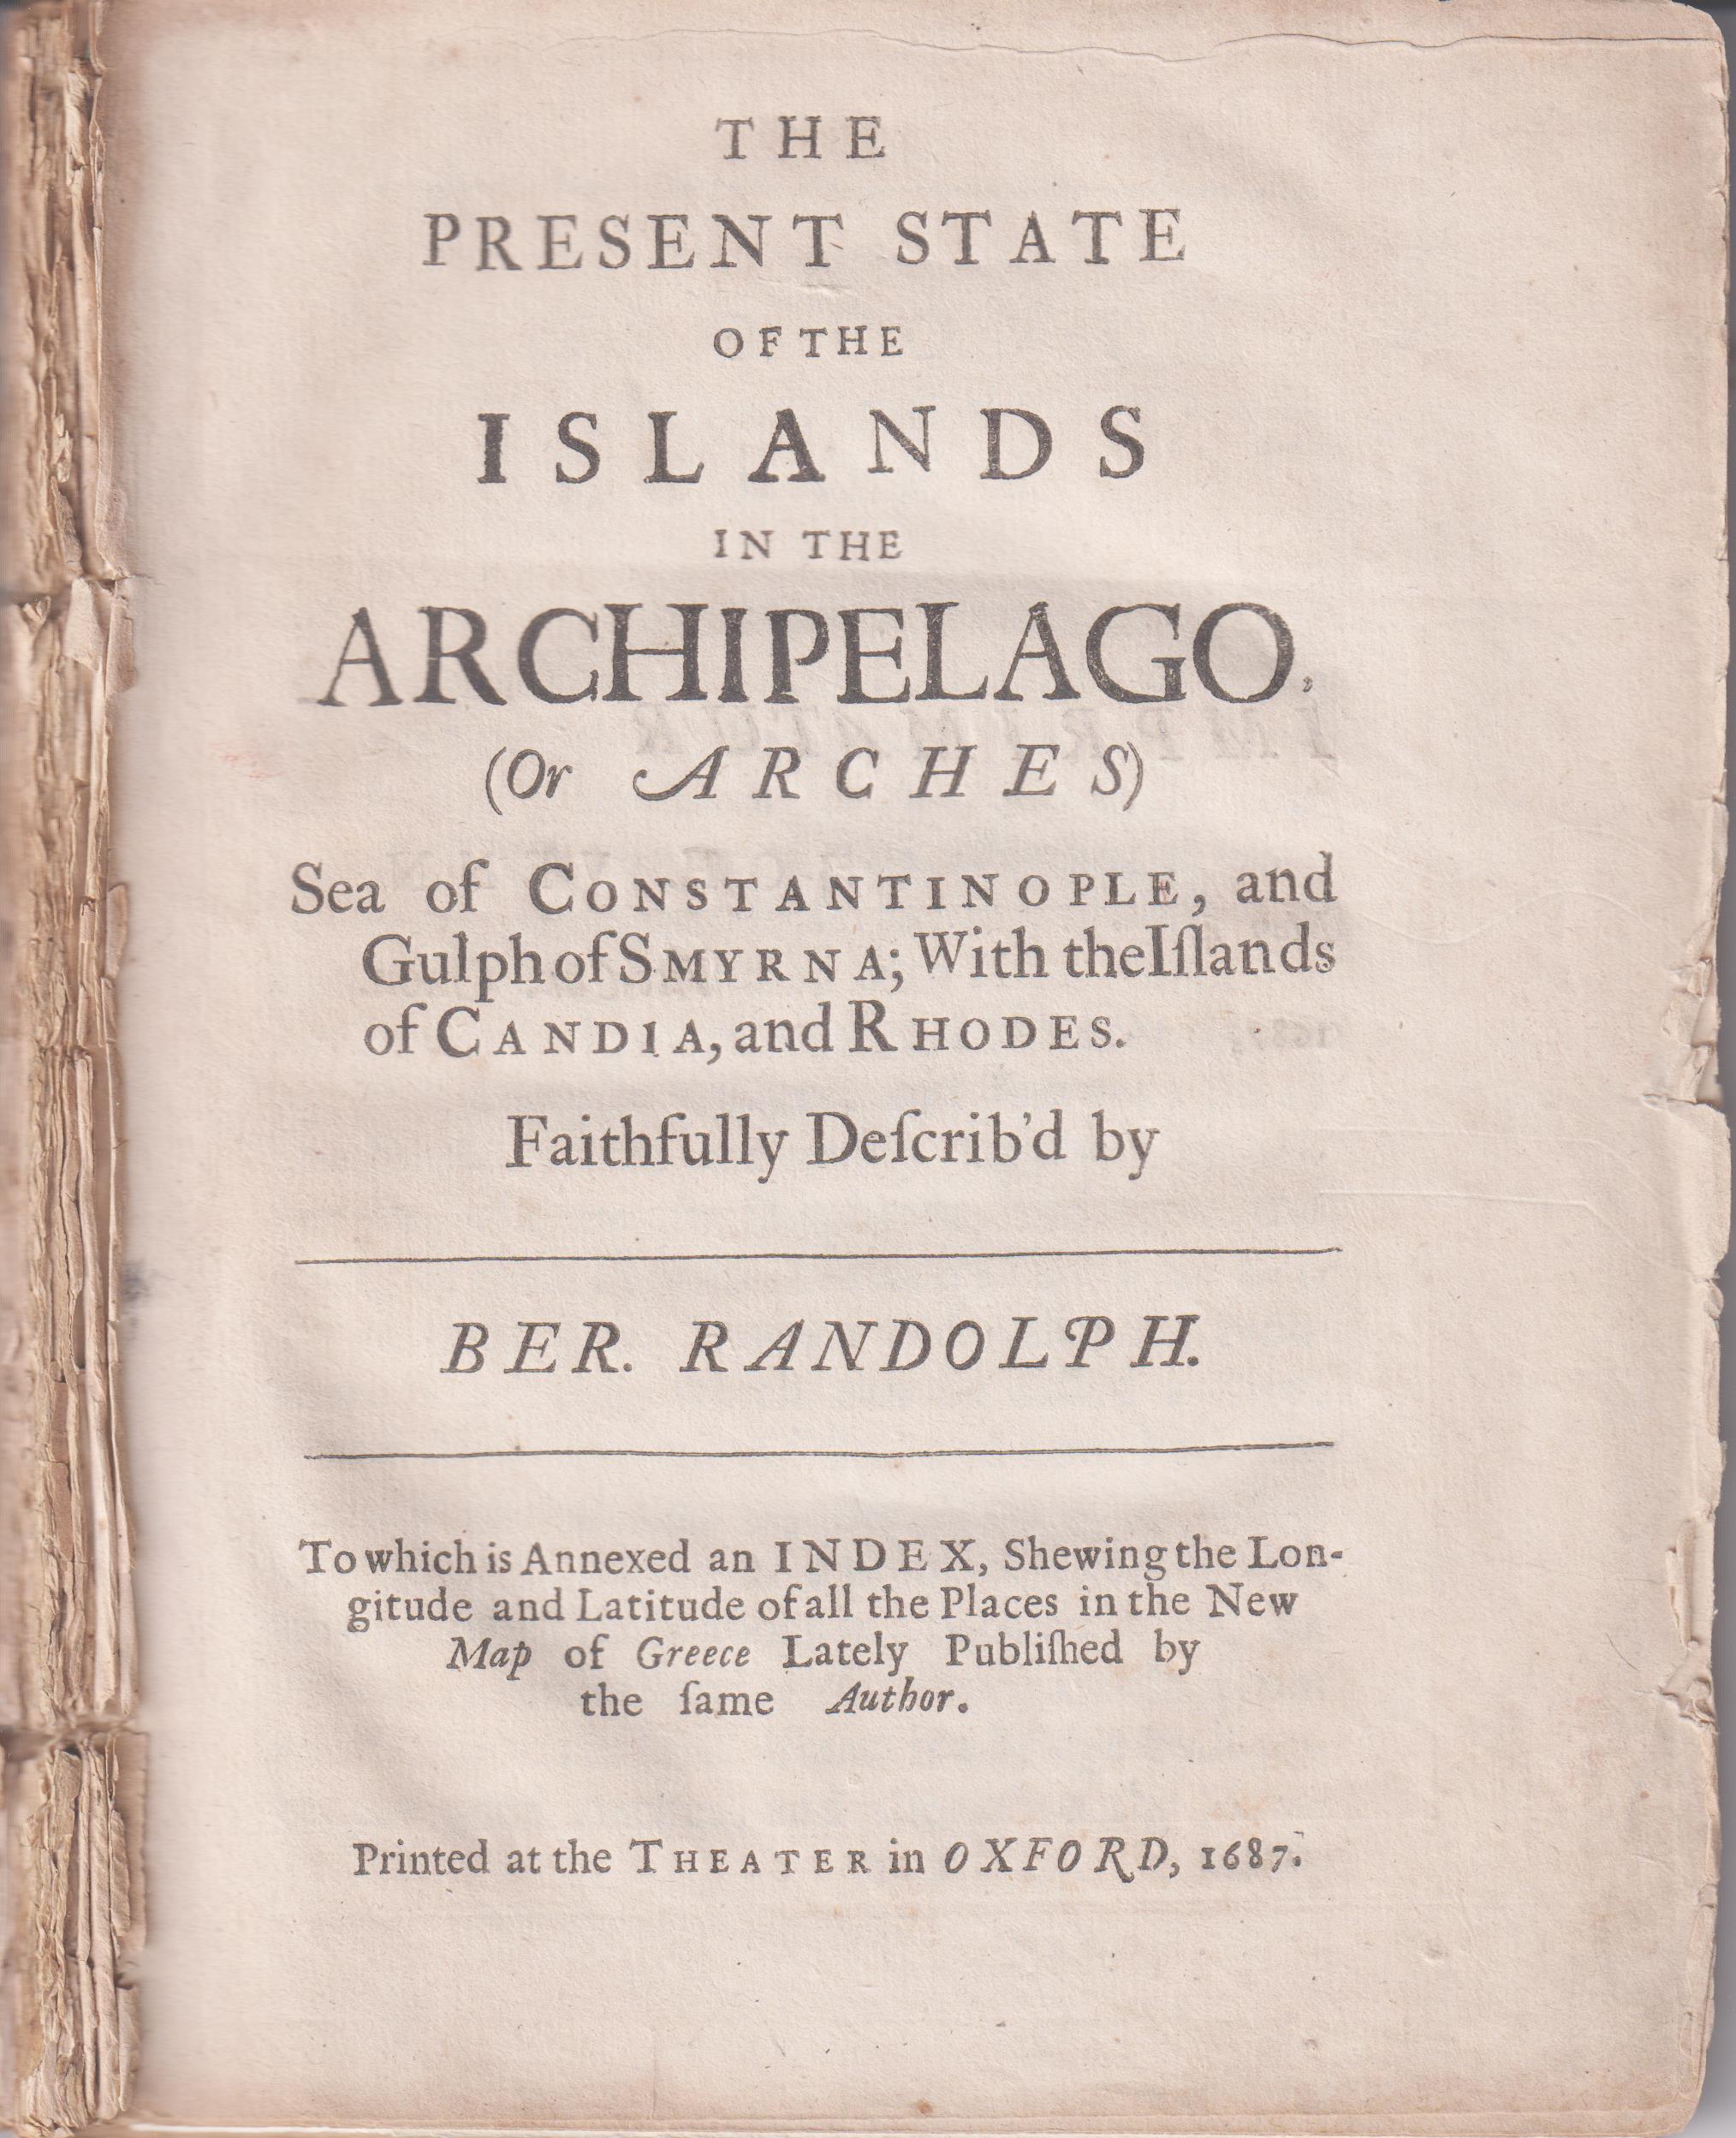 THE
PRESENT STATE
OF THE
ISLANDS
IN THE
ARCHIPELAGO,
(Or ARCHES)
Sea of CONSTANTINOPLE, and
Gulph of SMYRNA; With the Iſlands
of CANDIA, and RHODES.
Faithfully Deſcrib'd by
BER. RANDOLPH.
To which is Annexed an INDEX, Shewing the Lon-
gitude and Latitude of all the Places in the New
Map of Greece Lately Publiſhed by
the ſame Author.
Printed at the THEATER in OXFORD, 1687.